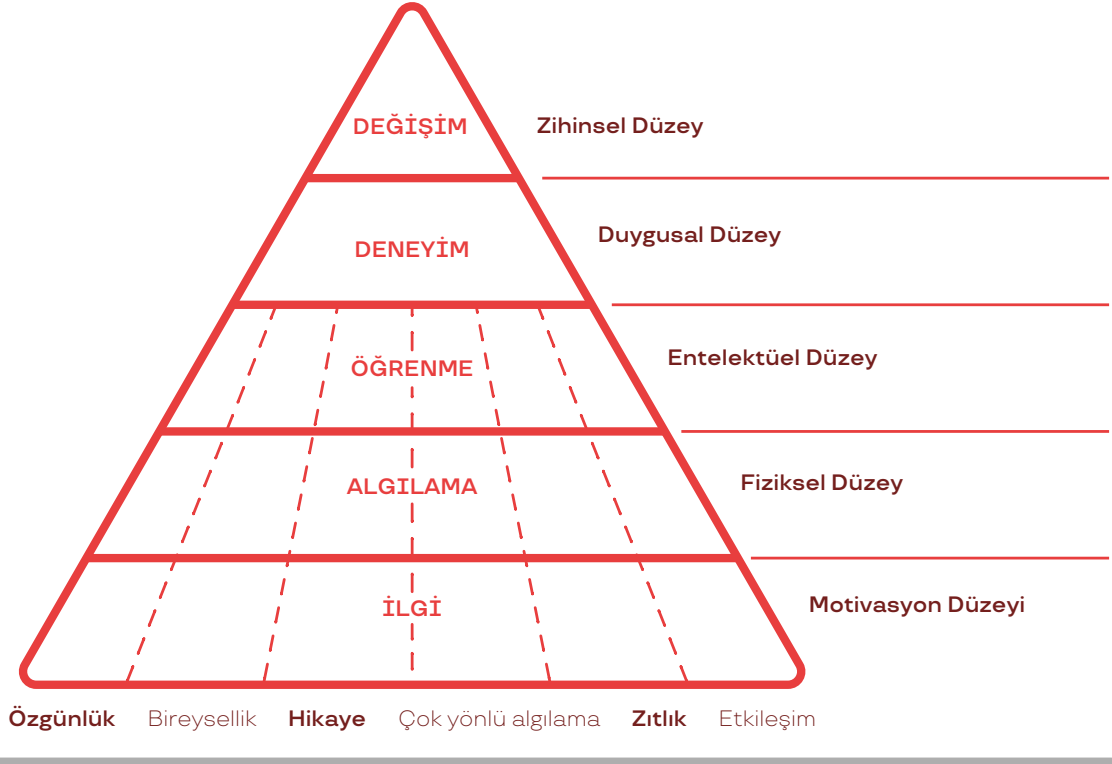 DEĞİŞİM Zihinsel Düzey
DENEYİM Duygusal Düzey
ÖĞRENME Entelektüel Düzey
ALGILAMA Fiziksel Düzey
İLGİ Motivasyon Düzeyi
Özgünlük Bireysellik Hikaye Çok yönlü algılama Zıtlık Etkileşim